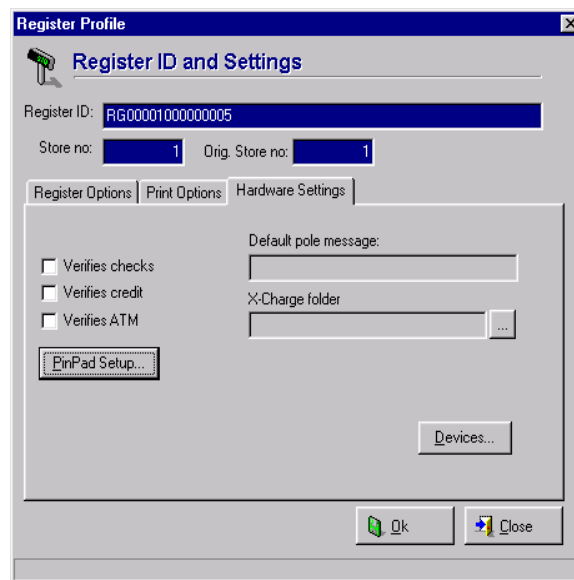 Register Profile
Register ID and Settings
Register ID: RG00001000000005
Store no: 1 Orig. Store no: 1
Register Options Print Options Hardware Settings
Default pole message:
Verifies checks
Verifies credit X-Charge folder
Verifies ATM ...
PinPad Setup...
Devices...
Ok Close